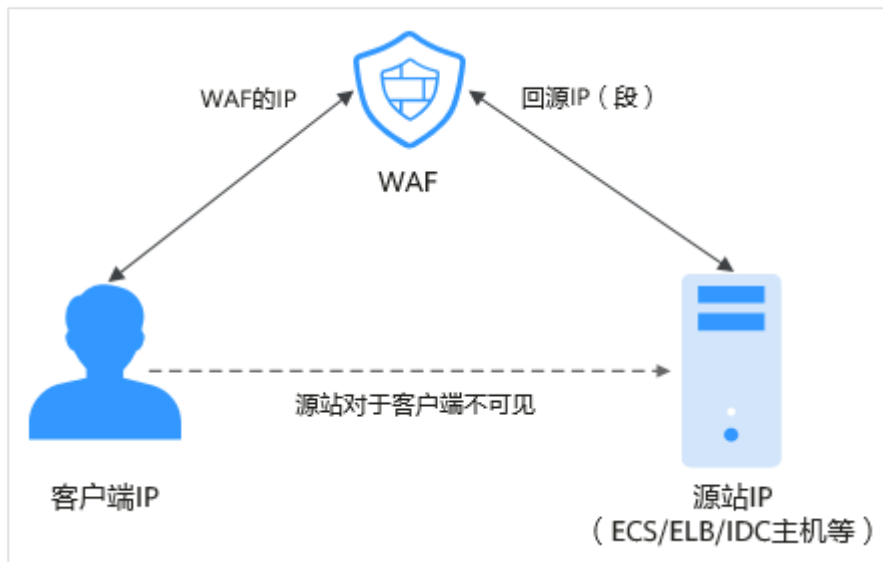 WAF的IP
回源IP（段）
WAF
源站对于客户端不可见
客户端IP
源站IP
（ECS/ELB/IDC主机等）